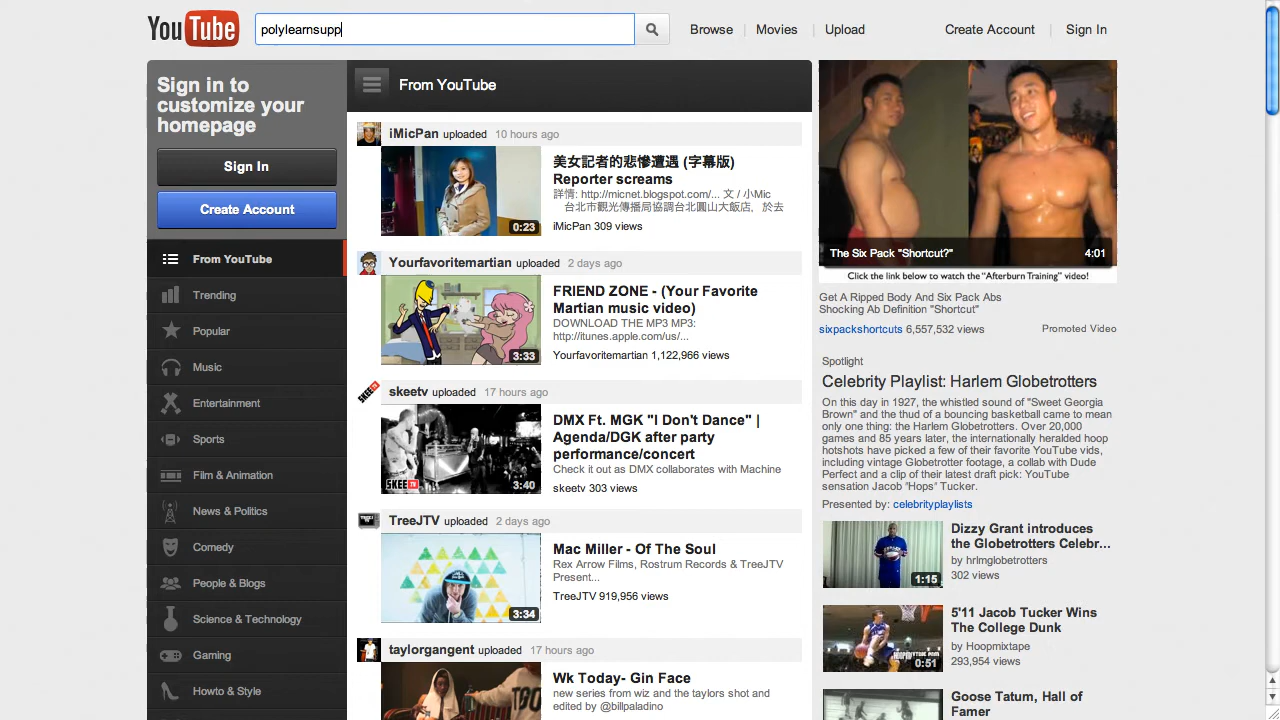 YouTube
polylearnsupp
Browse
Movies
Upload
Create Account
Sign In
Sign in to
customize your
homepage
Sign In
Create Account
From YouTube
Trending
Popular
Music
Entertainment
Sports
Film & Animation
News & Politics
Comedy
People & Blogs
Science & Technology
Gaming
Howto & Style
From YouTube
iMicPan uploaded 10 hours ago
0:23
美女記者的悲慘遭遇 (字幕版)
Reporter screams
詳情: http://micnet.blogspot.com/... 文 / 小Mic
台北市觀光傳播局協調台北圓山大飯店，於去
iMicPan 309 views
Yourfavoritemartian uploaded 2 days ago
3:33
FRIEND ZONE - (Your Favorite
Martian music video)
DOWNLOAD THE MP3 MP3:
http://itunes.apple.com/us/...
Yourfavoritemartian 1,122,966 views
skeetv uploaded 17 hours ago
SKEE TV
3:40
DMX Ft. MGK "I Don't Dance" |
Agenda/DGK after party
performance/concert
Check it out as DMX collaborates with Machine
skeetv 303 views
TreeJTV uploaded 2 days ago
3:34
Mac Miller - Of The Soul
Rex Arrow Films, Rostrum Records & TreeJTV
Present...
TreeJTV 919,956 views
taylorgangent uploaded 17 hours ago
Wk Today- Gin Face
new series from wiz and the taylors shot and
edited by @billpaladino
The Six Pack "Shortcut?"
4:01
Click the link below to watch the "Afterburn Training" video!
Get A Ripped Body And Six Pack Abs
Shocking Ab Definition "Shortcut"
sixpackshortcuts 6,557,532 views
Promoted Video
Spotlight
Celebrity Playlist: Harlem Globetrotters
On this day in 1927, the whistled sound of "Sweet Georgia
Brown" and the thud of a bouncing basketball came to mean
only one thing: the Harlem Globetrotters. Over 20,000
games and 85 years later, the internationally heralded hoop
hotshots have picked a few of their favorite YouTube vids,
including vintage Globetrotter footage, a collab with Dude
Perfect and a clip of their latest draft pick: YouTube
sensation Jacob "Hops" Tucker.
Presented by: celebrityplaylists
1:15
Dizzy Grant introduces
the Globetrotters Celebr...
by hrlmglobetrotters
302 views
0:51
5'11 Jacob Tucker Wins
The College Dunk
by Hoopmixtape
293,954 views
Goose Tatum, Hall of
Famer